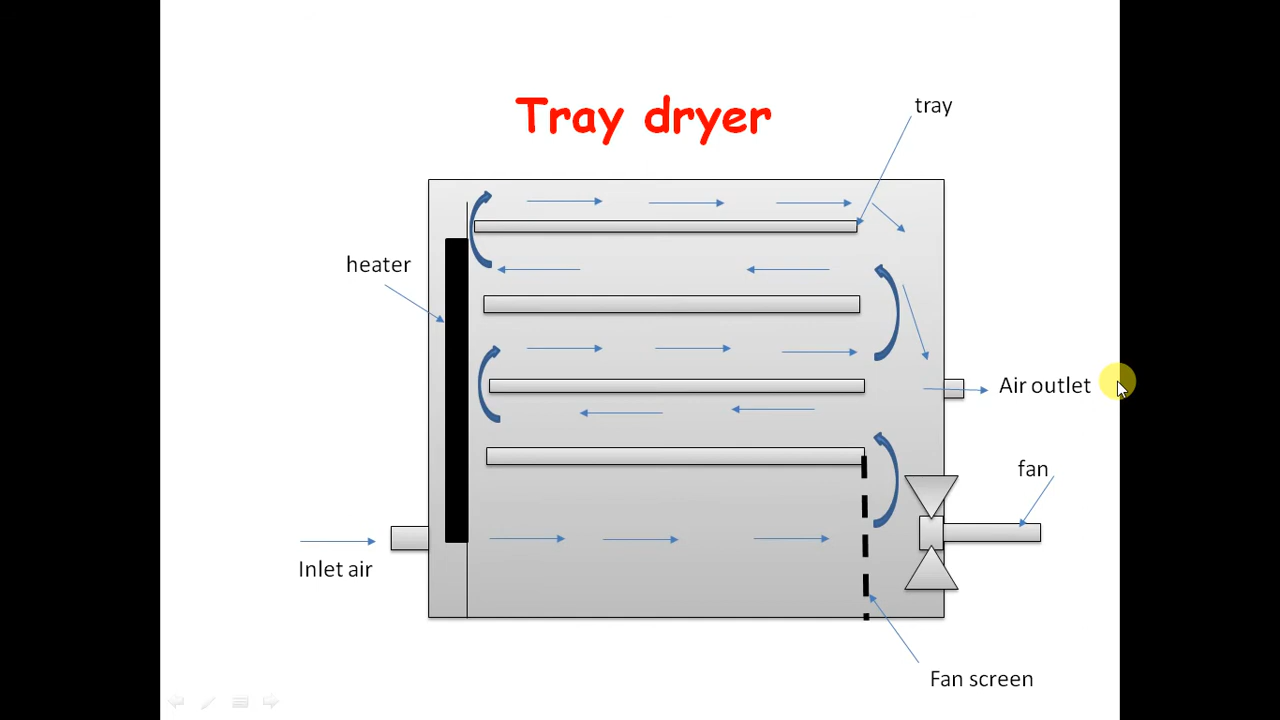 Tray dryer
tray
heater
Air outlet
fan
Inlet air
Fan screen